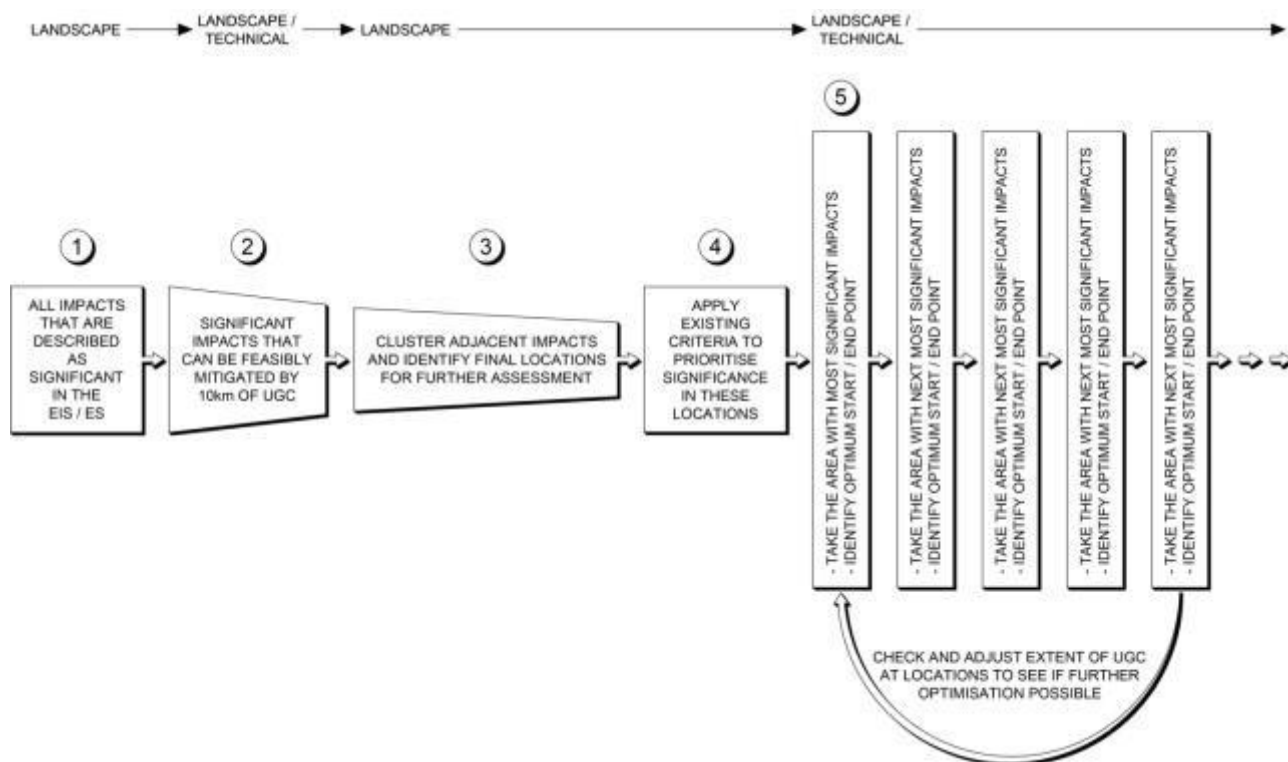 LANDSCAPE
LANDSCAPE /
TECHNICAL
LANDSCAPE
LANDSCAPE /
TECHNICAL
1
ALL IMPACTS
THAT ARE
DESCRIBED
AS
SIGNIFICANT
IN THE
EIS / ES
2
SIGNIFICANT
IMPACTS THAT
CAN BE FEASIBLY
MITIGATED BY
10km OF UGC
3
CLUSTER ADJACENT IMPACTS
AND IDENTIFY FINAL LOCATIONS
FOR FURTHER ASSESSMENT
4
APPLY
EXISTING
CRITERIA TO
PRIORITISE
SIGNIFICANCE
IN THESE
LOCATIONS
5
- TAKE THE AREA WITH MOST SIGNIFICANT IMPACTS
- IDENTIFY OPTIMUM START / END POINT
- TAKE THE AREA WITH NEXT MOST SIGNIFICANT IMPACTS
- IDENTIFY OPTIMUM START / END POINT
- TAKE THE AREA WITH NEXT MOST SIGNIFICANT IMPACTS
- IDENTIFY OPTIMUM START / END POINT
- TAKE THE AREA WITH NEXT MOST SIGNIFICANT IMPACTS
- IDENTIFY OPTIMUM START / END POINT
- TAKE THE AREA WITH NEXT MOST SIGNIFICANT IMPACTS
- IDENTIFY OPTIMUM START / END POINT
CHECK AND ADJUST EXTENT OF UGC
AT LOCATIONS TO SEE IF FURTHER
OPTIMISATION POSSIBLE